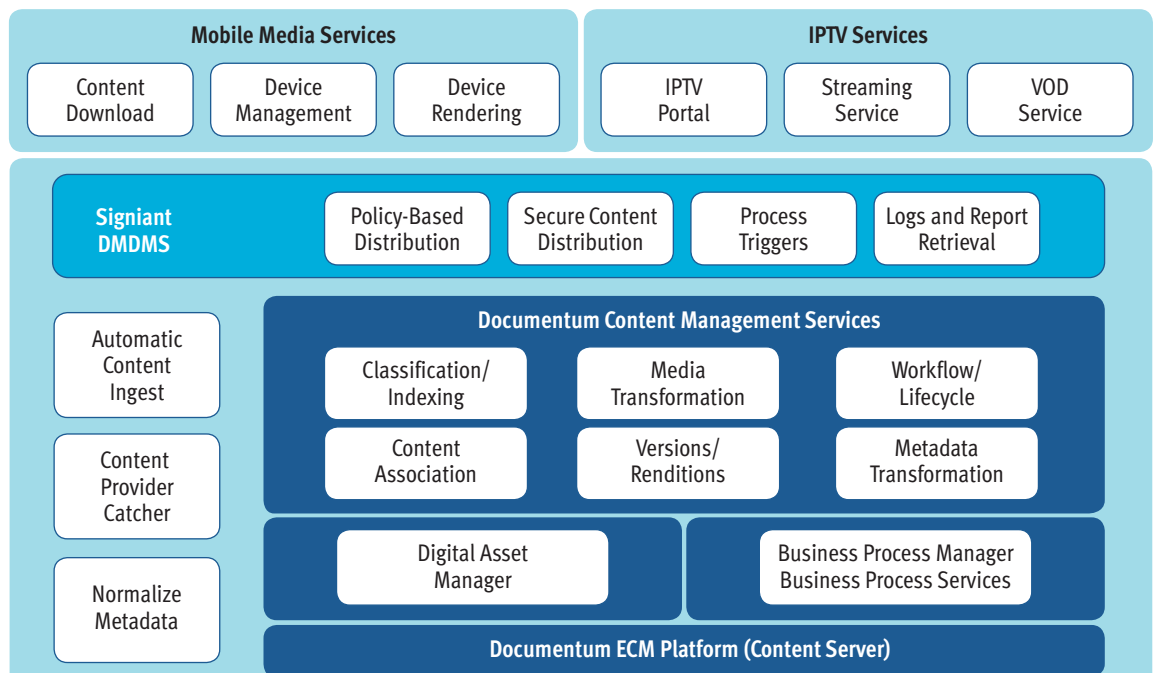 Mobile Media Services
Content
Download
Device
Management
Device
Rendering
IPTV Services
IPTV
Portal
Streaming
Service
VOD
Service
Signiant
DMDMS
Policy-Based
Distribution
Secure Content
Distribution
Process
Triggers
Logs and Report
Retrieval
Automatic
Content
Ingest
Content
Provider
Catcher
Normalize
Metadata
Documentum Content Management Services
Classification/
Indexing
Media
Transformation
Workflow/
Lifecycle
Content
Association
Versions/
Renditions
Metadata
Transformation
Digital Asset
Manager
Business Process Manager
Business Process Services
Documentum ECM Platform (Content Server)